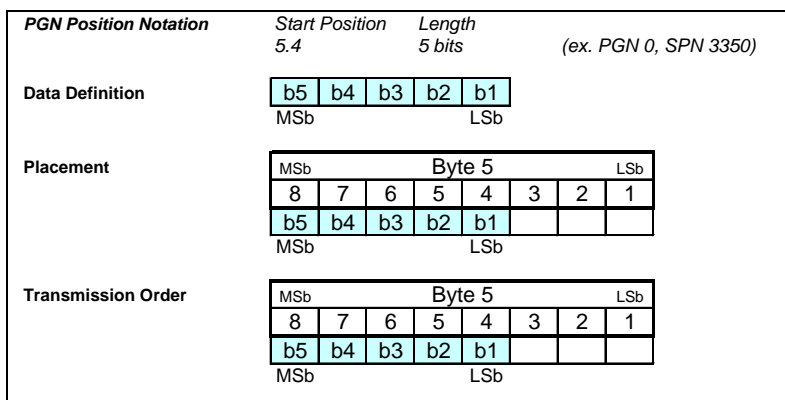 PGN Position Notation Start Position Length
5.4 5 bits (ex. PGN 0, SPN 3350)
Data Definition b5 b4 b3 b2 b1
MSb LSb
Placement MSb Byte 5 LSb
8 7 6 5 4 3 2 1
b5 b4 b3 b2 b1
MSb LSb
Transmission Order MSb Byte 5 LSb
8 7 6 5 4 3 2 1
b5 b4 b3 b2 b1
MSb LSb